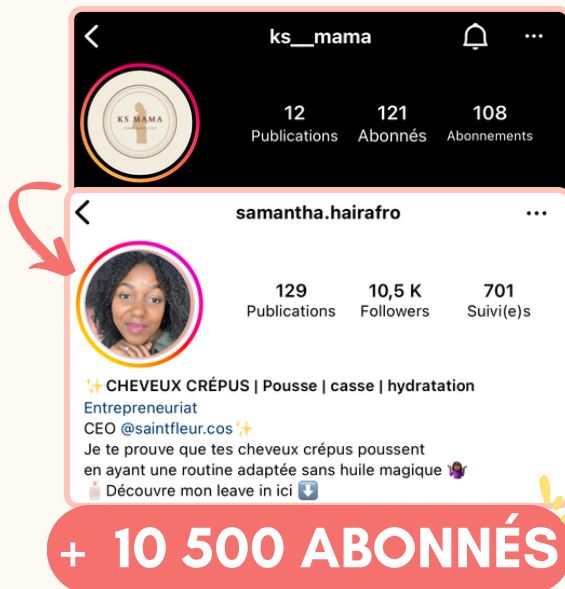 ks__mama
KS MAMA
12 121 108
Publications Abonnés Abonnements
samantha.hairafro
129 10,5 K 701
Publications Followers Suivi(e)s
✨CHEVEUX CRÉPUS | Pousse | casse | hydratation
Entrepreneuriat
CEO @saintfleur.cos✨
Je te prouve que tes cheveux crépus poussent
en ayant une routine adaptée sans huile magique 🤷🏿‍♀️
🧴Découvre mon leave in ici ⬇️
+ 10 500 ABONNÉS